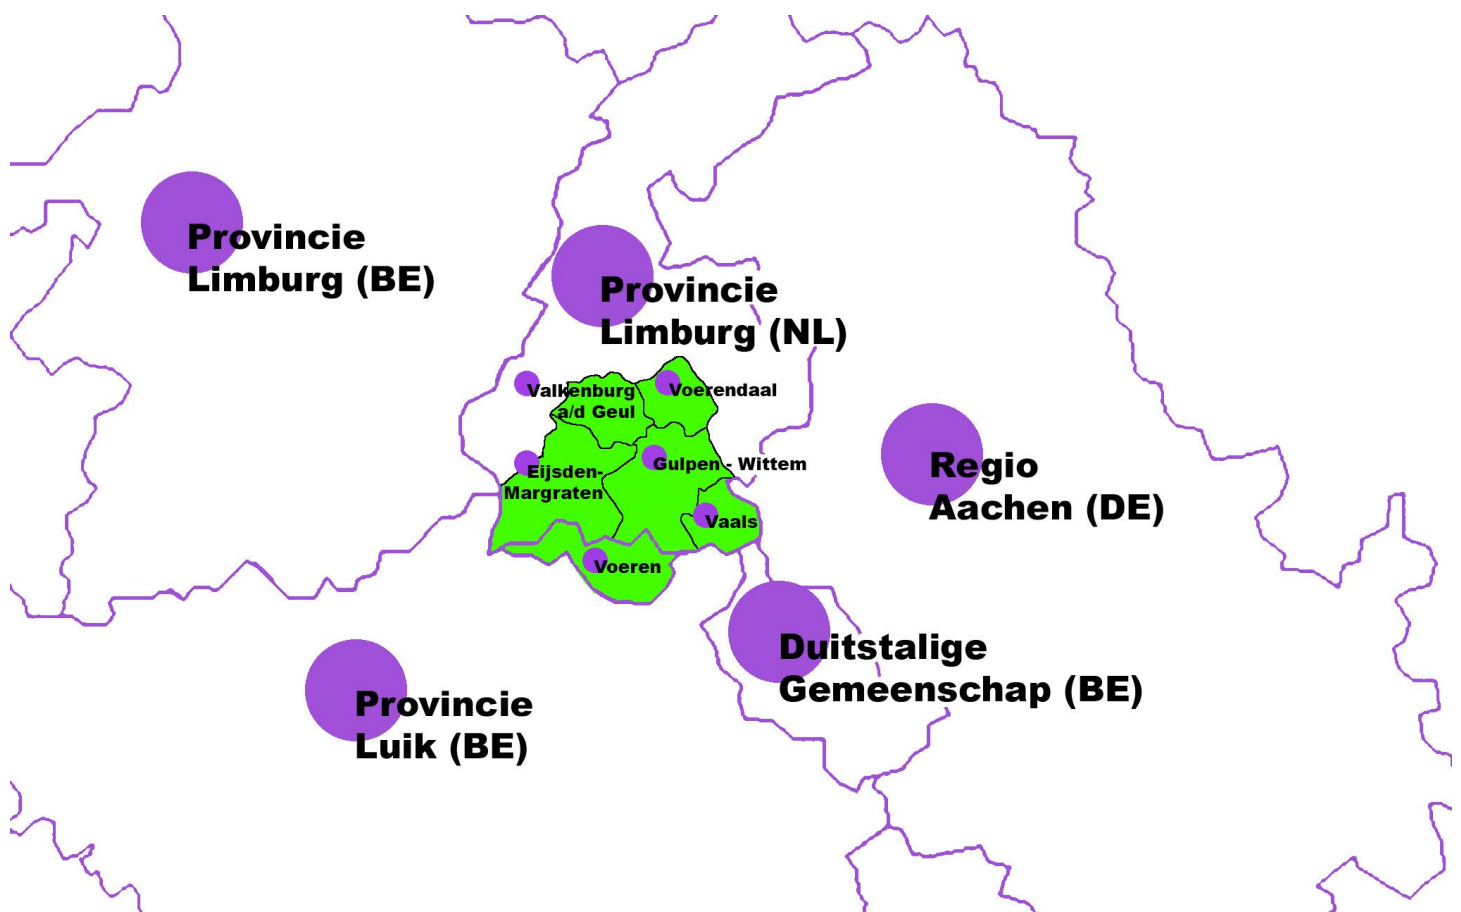 Provincie
Limburg (BE)
Provincie
Limburg (NL)
Valkenburg
a/d Geul
Voerendaal
Eijsden-
Margraten
Gulpen - Wittem
Vaals
Voeren
Regio
Aachen (DE)
Duitstalige
Gemeenschap (BE)
Provincie
Luik (BE)